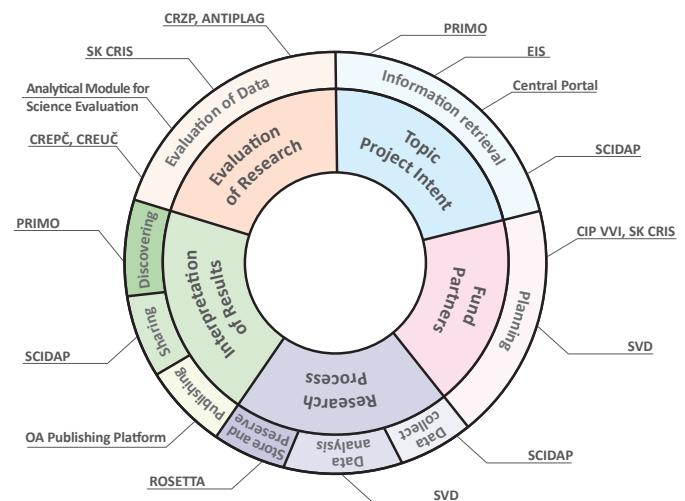 CRZP, ANTIPLAG
PRIMO
SK CRIS
EIS
Analytical Module for
Science Evaluation
Central Portal
CREPČ, CREUČ
SCIDAP
PRIMO
CIP VVI, SK CRIS
SCIDAP
SVD
OA Publishing Platform
SCIDAP
ROSETTA
SVD
Evaluation of Data
Information retrieval
Planning
Data
collect
Data
analysis
Store and
Preserve
Publishing
Sharing
Discovering
Evaluation
of Research
Topic
Project Intent
Fund
Partners
Research
Process
Interpretation
of Results